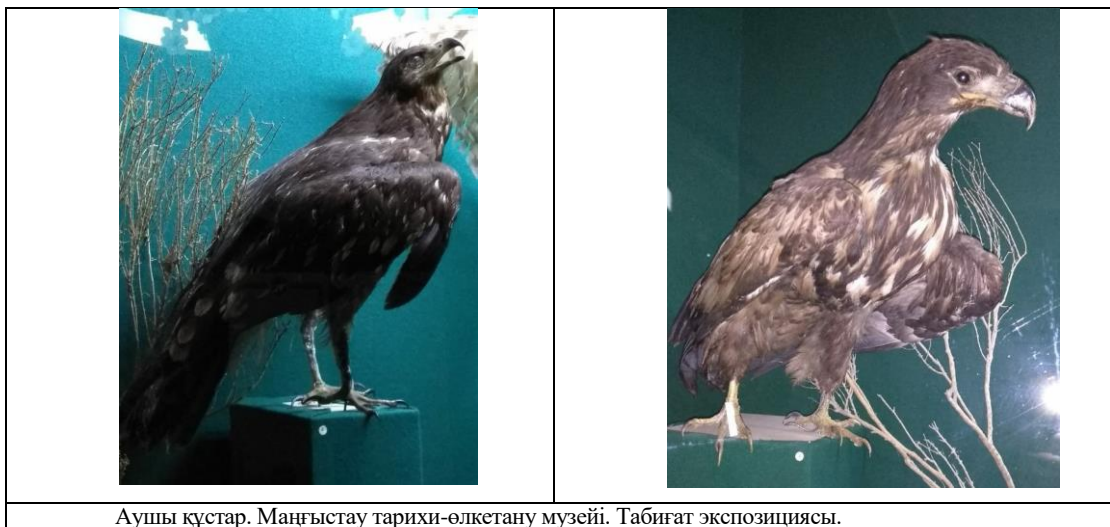 Аушы құстар. Маңғыстау тарихи-өлкетану музейі. Табиғат экспозициясы.